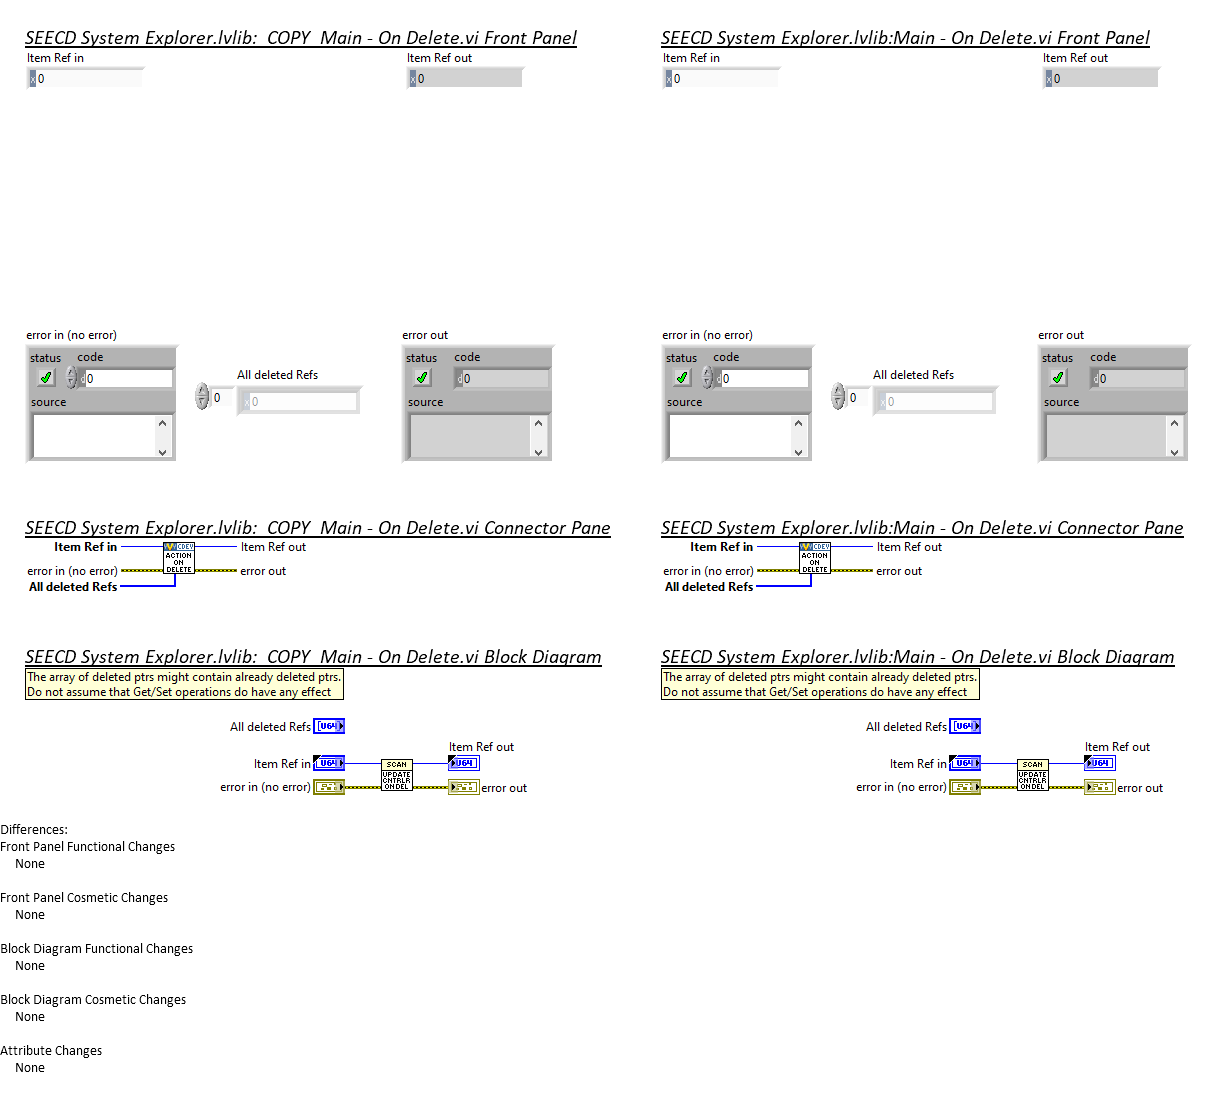 SEECD System Explorer.lvlib:  COPY  Main - On Delete.vi Front Panel
Item Ref in
Item Ref out
x 0
x 0
error in (no error)
error out
status
code
d 0
All deleted Refs
0
x 0
status
code
d 0
source
source
SEECD System Explorer.lvlib:Main - On Delete.vi Front Panel
Item Ref in
Item Ref out
x 0
x 0
error in (no error)
error out
status
code
d 0
All deleted Refs
0
x 0
status
code
d 0
source
source
SEECD System Explorer.lvlib:  COPY  Main - On Delete.vi Connector Pane
Item Ref in
CDEV
ACTION
ON
DELETE
Item Ref out
error in (no error)
error out
All deleted Refs
SEECD System Explorer.lvlib:Main - On Delete.vi Connector Pane
Item Ref in
CDEV
ACTION
ON
DELETE
Item Ref out
error in (no error)
error out
All deleted Refs
SEECD System Explorer.lvlib:  COPY  Main - On Delete.vi Block Diagram
The array of deleted ptrs might contain already deleted ptrs.
Do not assume that Get/Set operations do have any effect
All deleted Refs
[U64]
Item Ref out
Item Ref in
U64
SCAN
UPDATE
CNTRLR
ON DEL
U64
error in (no error)
error out
SEECD System Explorer.lvlib:Main - On Delete.vi Block Diagram
The array of deleted ptrs might contain already deleted ptrs.
Do not assume that Get/Set operations do have any effect
All deleted Refs
[U64]
Item Ref out
Item Ref in
U64
SCAN
UPDATE
CNTRLR
ON DEL
U64
error in (no error)
error out
Differences:
Front Panel Functional Changes
None
Front Panel Cosmetic Changes
None
Block Diagram Functional Changes
None
Block Diagram Cosmetic Changes
None
Attribute Changes
None